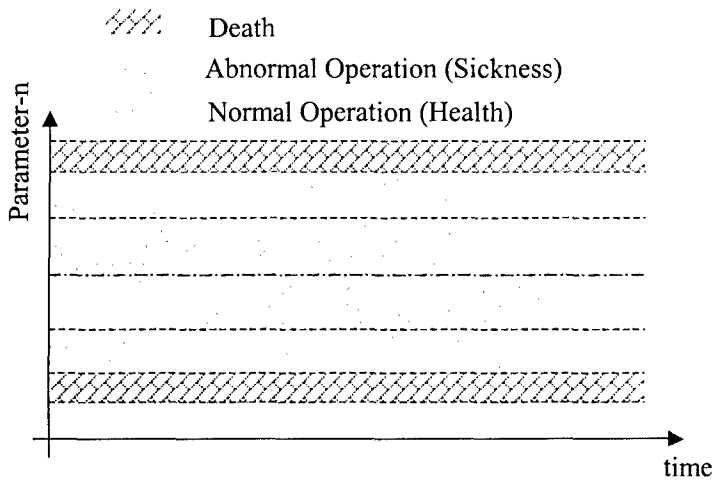 Death
Abnormal Operation (Sickness)
Normal Operation (Health)
Parameter-n
time